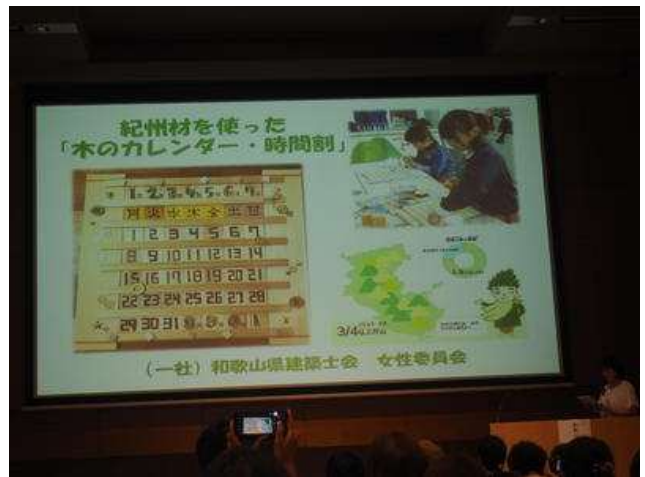 紀州材を使った
「木のカレンダー・時間割」
月 火 水 木 金 土 日
1 2 3 4 5 6 7
8 9 10 11 12 13 14
15 16 17 18 19 20 21
22 23 24 25 26 27 28
29 30 31
3/4
（一社）和歌山県建築士会 女性委員会